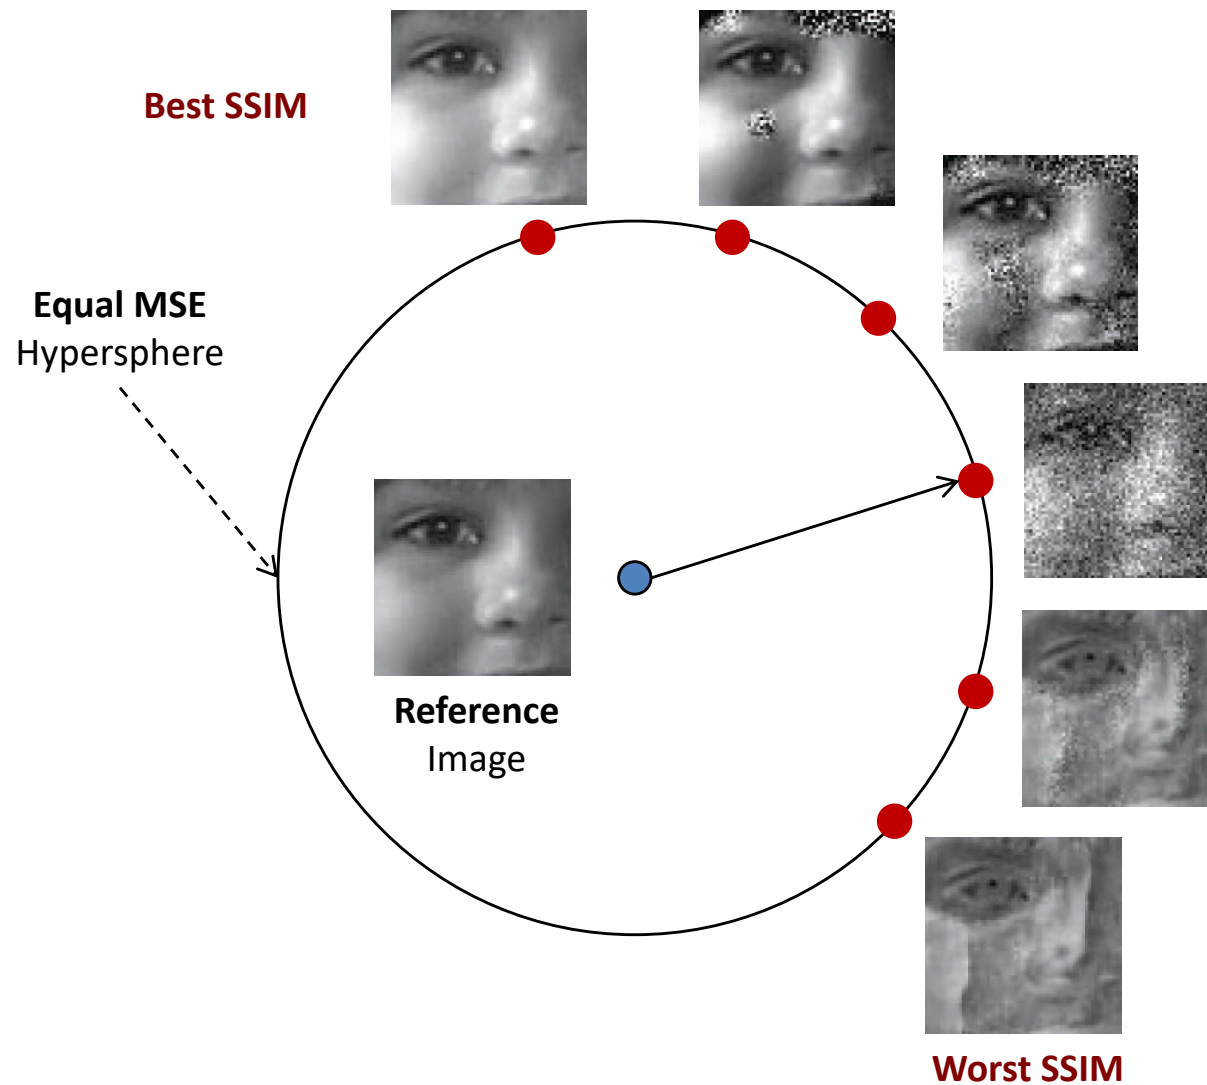 Best SSIM
Equal MSE
Hypersphere
Reference
Image
Worst SSIM